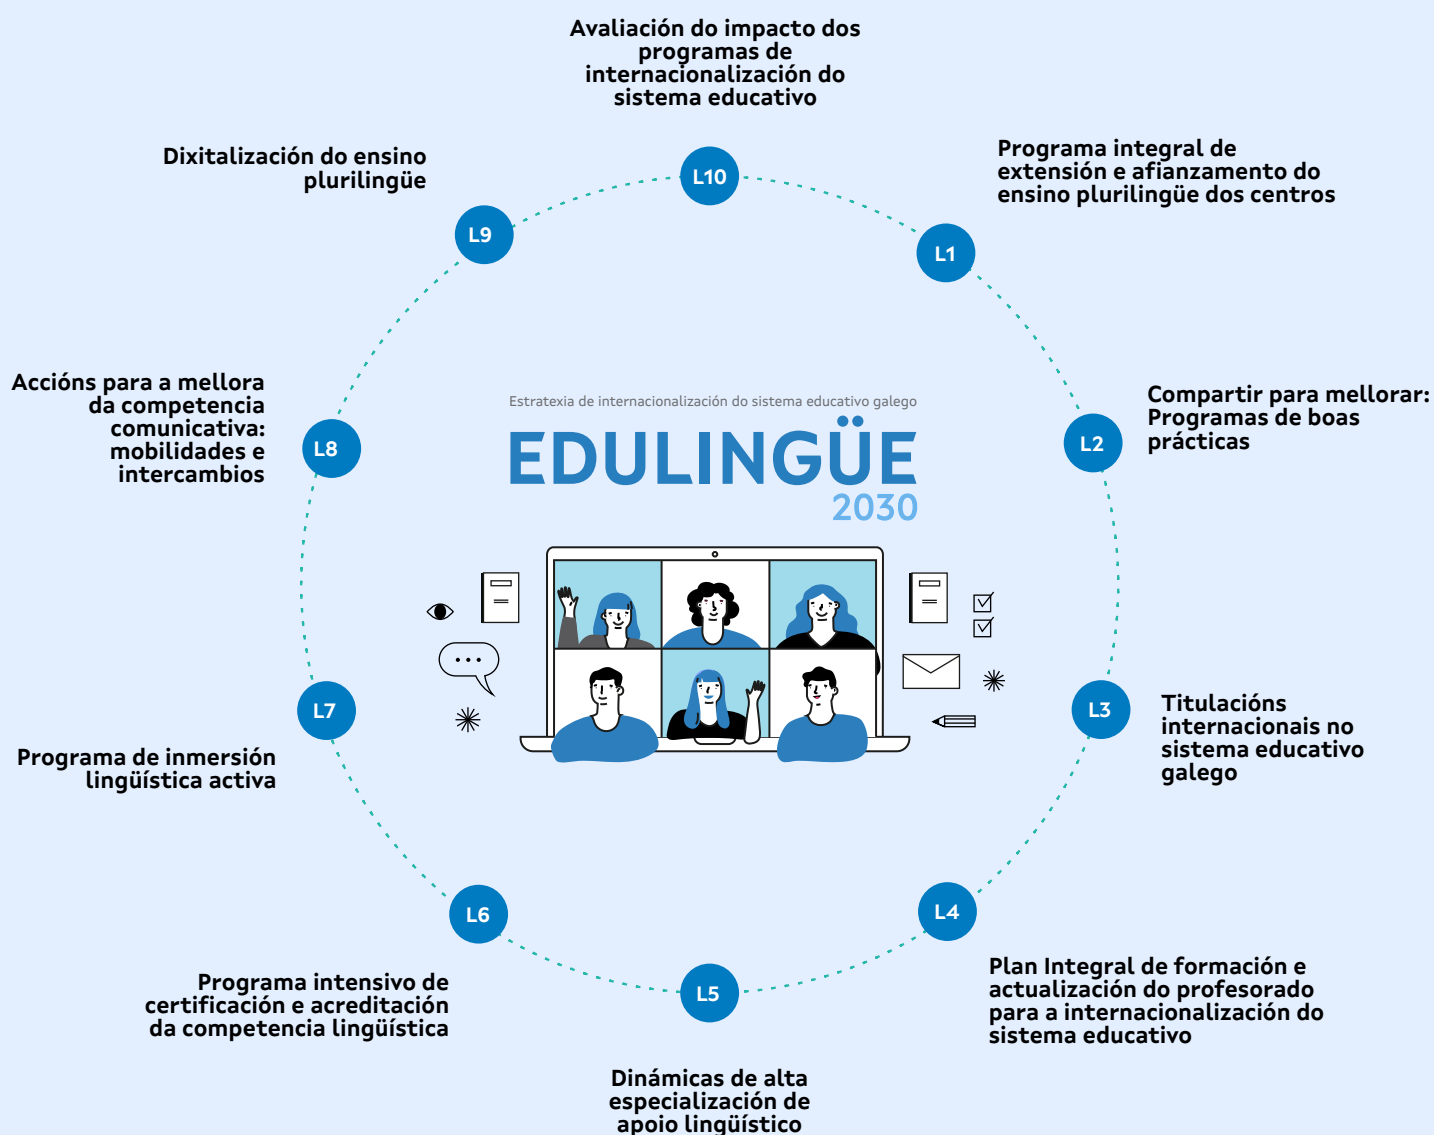 Avaliación do impacto dos
programas de
internacionalización do
sistema educativo
L10
Programa integral de
extensión e afianzamento do
ensino plurilingüe dos centros
L1
Compartir para mellorar:
Programas de boas
prácticas
L2
Titulacións
internacionais no
sistema educativo
galego
L3
Plan Integral de formación e
actualización do profesorado
para a internacionalización do
sistema educativo
L4
Dinámicas de alta
especialización de
apoio lingüístico
L5
Programa intensivo de
certificación e acreditación
da competencia lingüística
L6
Programa de inmersión
lingüística activa
L7
Accións para a mellora
da competencia
comunicativa:
mobilidades e
intercambios
L8
Dixitalización do ensino
plurilingüe
L9
Estratexia de internacionalización do sistema educativo galego
EDULINGÜE
2030